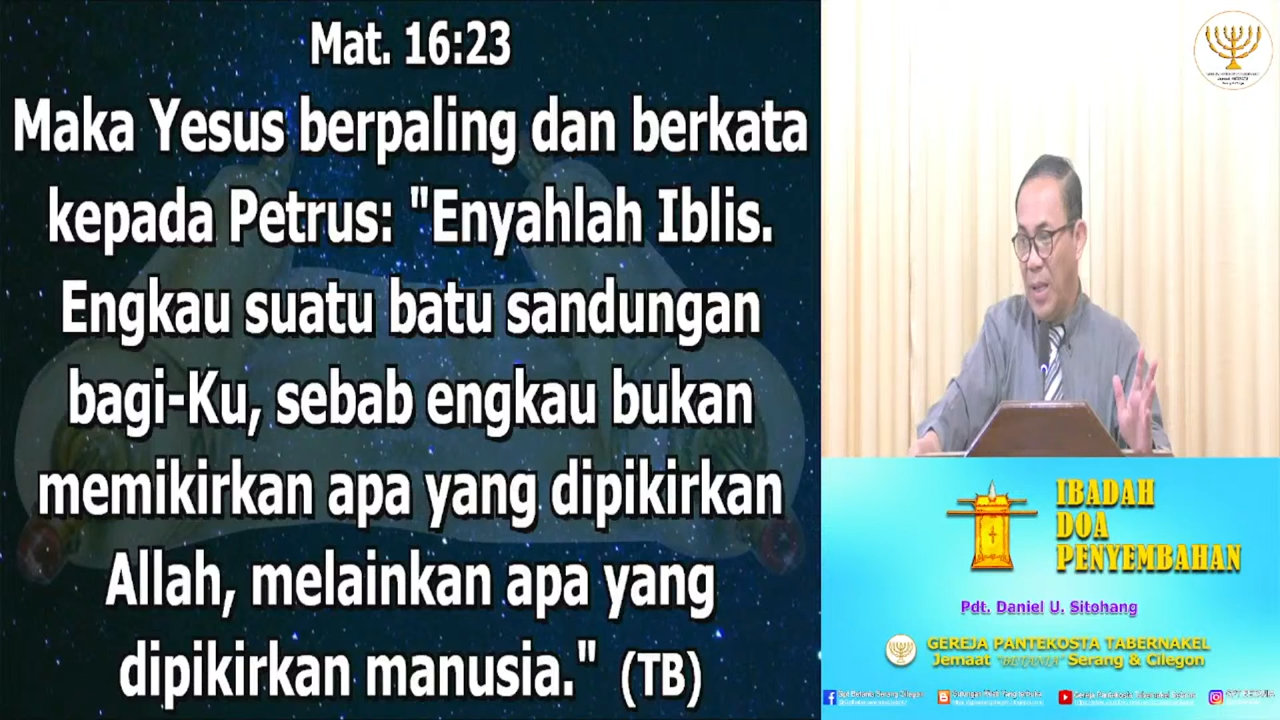 Mat. 16:23
Maka Yesus berpaling dan berkata
kepada Petrus: "Enyahlah Iblis.
Engkau suatu batu sandungan
bagi-Ku, sebab engkau bukan
memikirkan apa yang dipikirkan
Allah, melainkan apa yang
dipikirkan manusia." (TB)
IBADAH
DOA
PENYEMBAHAN
Pdt. Daniel U. Sitohang
GEREJA PANTEKOSTA TABERNAKEL
Jemaat "BETANIA" Serang & Cilegon